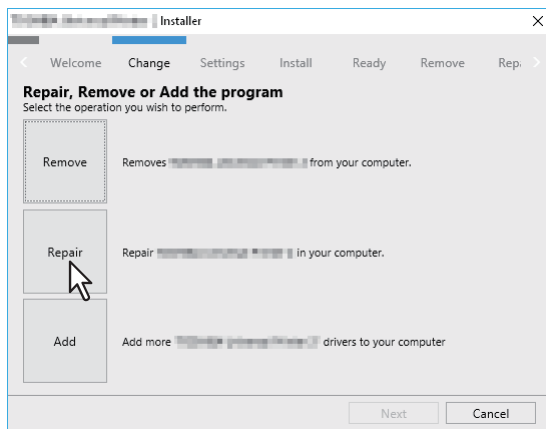 Installer
Welcome Change Settings Install Ready Remove Repa
Repair, Remove or Add the program
Select the operation you wish to perform.
Remove
Removes from your computer.
Repair
Repair in your computer.
Add
Add more drivers to your computer
Next Cancel